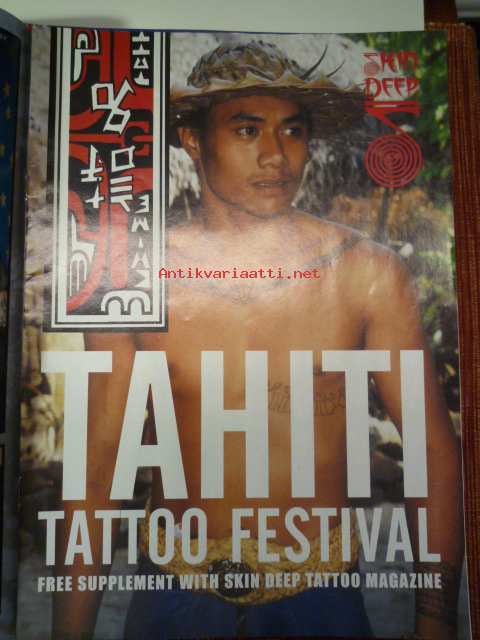 SKIN
DEEP
Antikvariaatti.net
TAHITI
TATTOO FESTIVAL
FREE SUPPLEMENT WITH SKIN DEEP TATTOO MAGAZINE